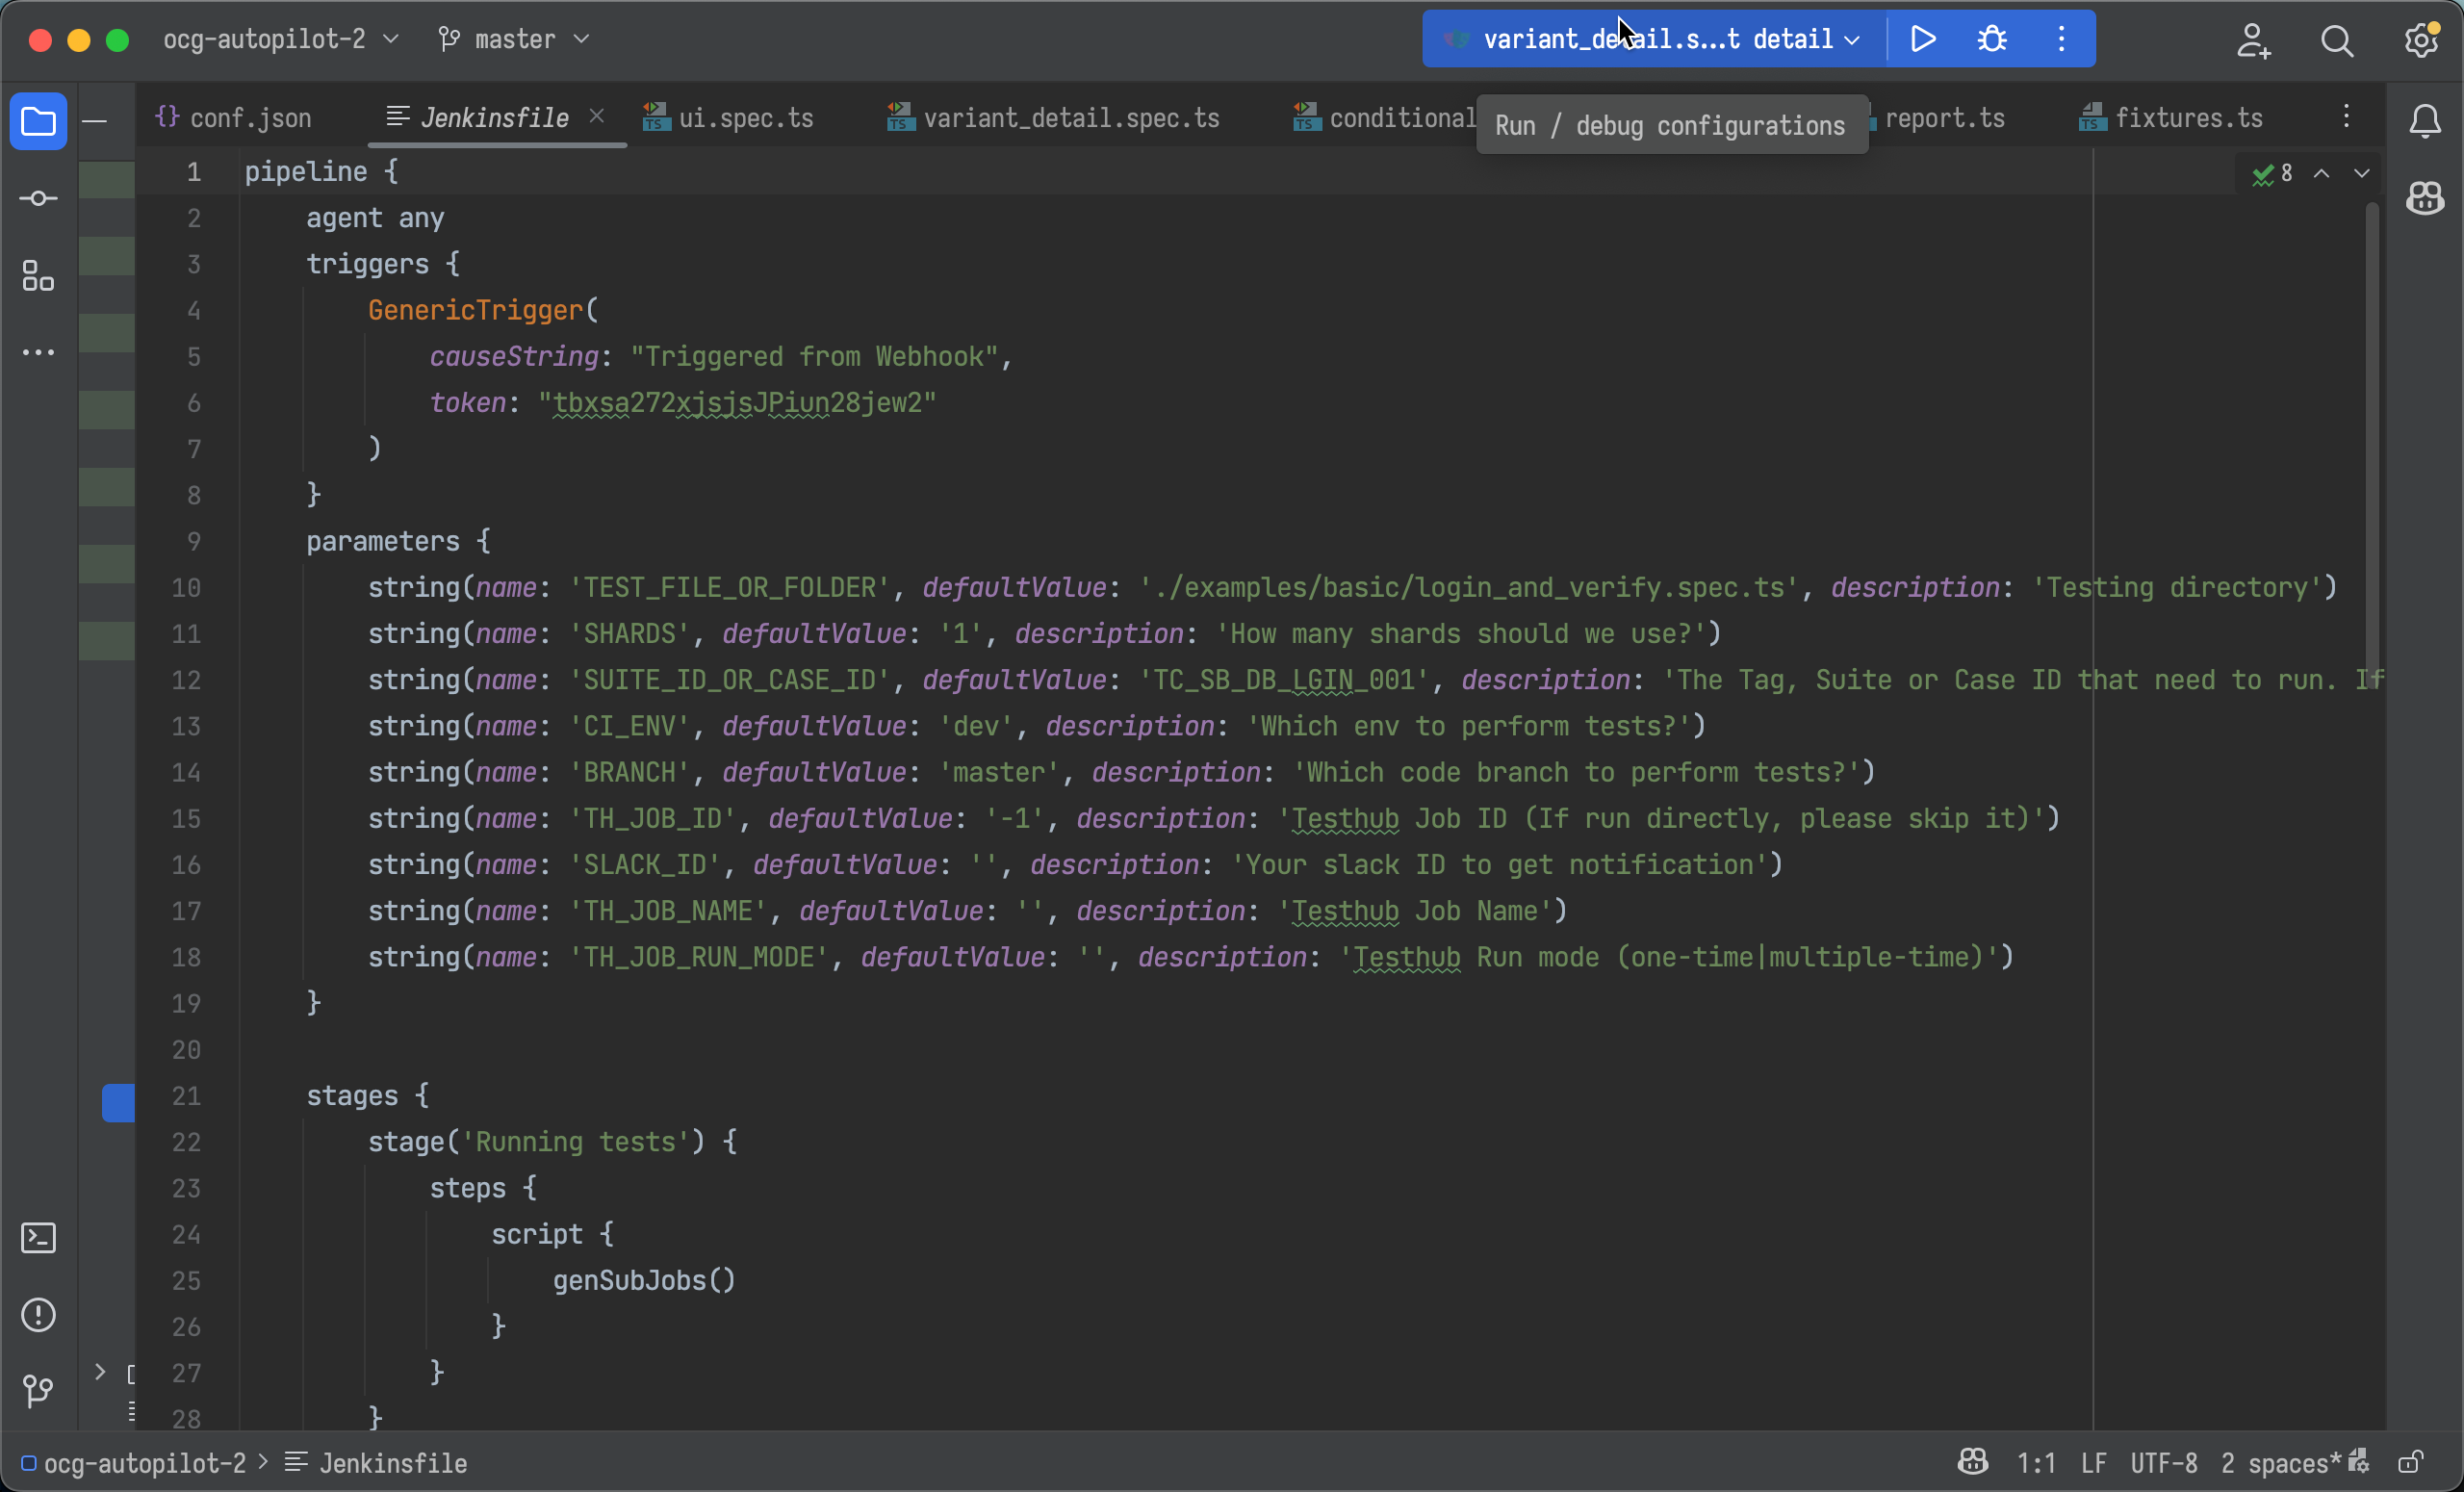 ocg-autopilot-2 master variant_detail.s...t detail
conf.json Jenkinsfile ui.spec.ts variant_detail.spec.ts conditional report.ts fixtures.ts
Run / debug configurations
8
1 pipeline {
2 agent any
3 triggers {
4 GenericTrigger(
5 causeString: "Triggered from Webhook",
6 token: "tbxsa272xjsjsJPiun28jew2"
7 )
8 }
9 parameters {
10 string(name: 'TEST_FILE_OR_FOLDER', defaultValue: './examples/basic/login_and_verify.spec.ts', description: 'Testing directory')
11 string(name: 'SHARDS', defaultValue: '1', description: 'How many shards should we use?')
12 string(name: 'SUITE_ID_OR_CASE_ID', defaultValue: 'TC_SB_DB_LGIN_001', description: 'The Tag, Suite or Case ID that need to run. If
13 string(name: 'CI_ENV', defaultValue: 'dev', description: 'Which env to perform tests?')
14 string(name: 'BRANCH', defaultValue: 'master', description: 'Which code branch to perform tests?')
15 string(name: 'TH_JOB_ID', defaultValue: '-1', description: 'Testhub Job ID (If run directly, please skip it)')
16 string(name: 'SLACK_ID', defaultValue: '', description: 'Your slack ID to get notification')
17 string(name: 'TH_JOB_NAME', defaultValue: '', description: 'Testhub Job Name')
18 string(name: 'TH_JOB_RUN_MODE', defaultValue: '', description: 'Testhub Run mode (one-time|multiple-time)')
19 }
20
21 stages {
22 stage('Running tests') {
23 steps {
24 script {
25 genSubJobs()
26 }
27 }
28 }
ocg-autopilot-2 > Jenkinsfile 1:1 LF UTF-8 2 spaces*